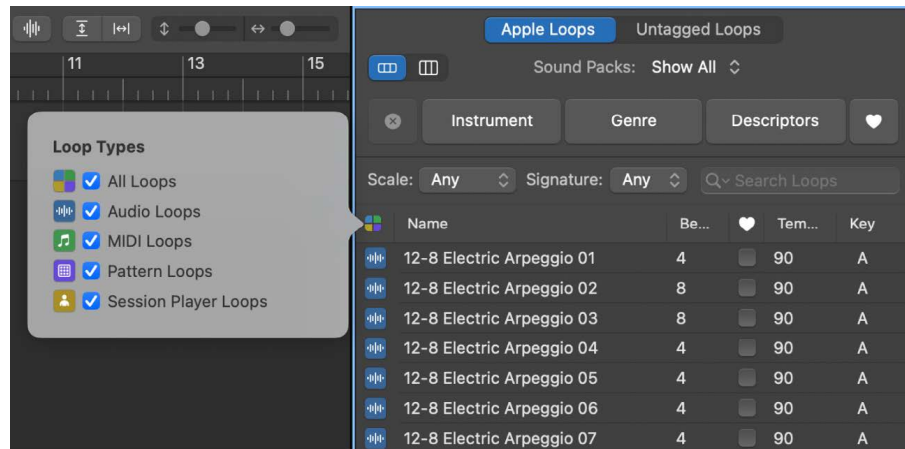 11 13 15
Loop Types
All Loops
Audio Loops
MIDI Loops
Pattern Loops
Session Player Loops
Apple Loops Untagged Loops
Sound Packs: Show All
Instrument Genre Descriptors
Scale: Any Signature: Any Search Loops
Name Be... Tem... Key
12-8 Electric Arpeggio 01 4 90 A
12-8 Electric Arpeggio 02 8 90 A
12-8 Electric Arpeggio 03 8 90 A
12-8 Electric Arpeggio 04 4 90 A
12-8 Electric Arpeggio 05 4 90 A
12-8 Electric Arpeggio 06 4 90 A
12-8 Electric Arpeggio 07 4 90 A